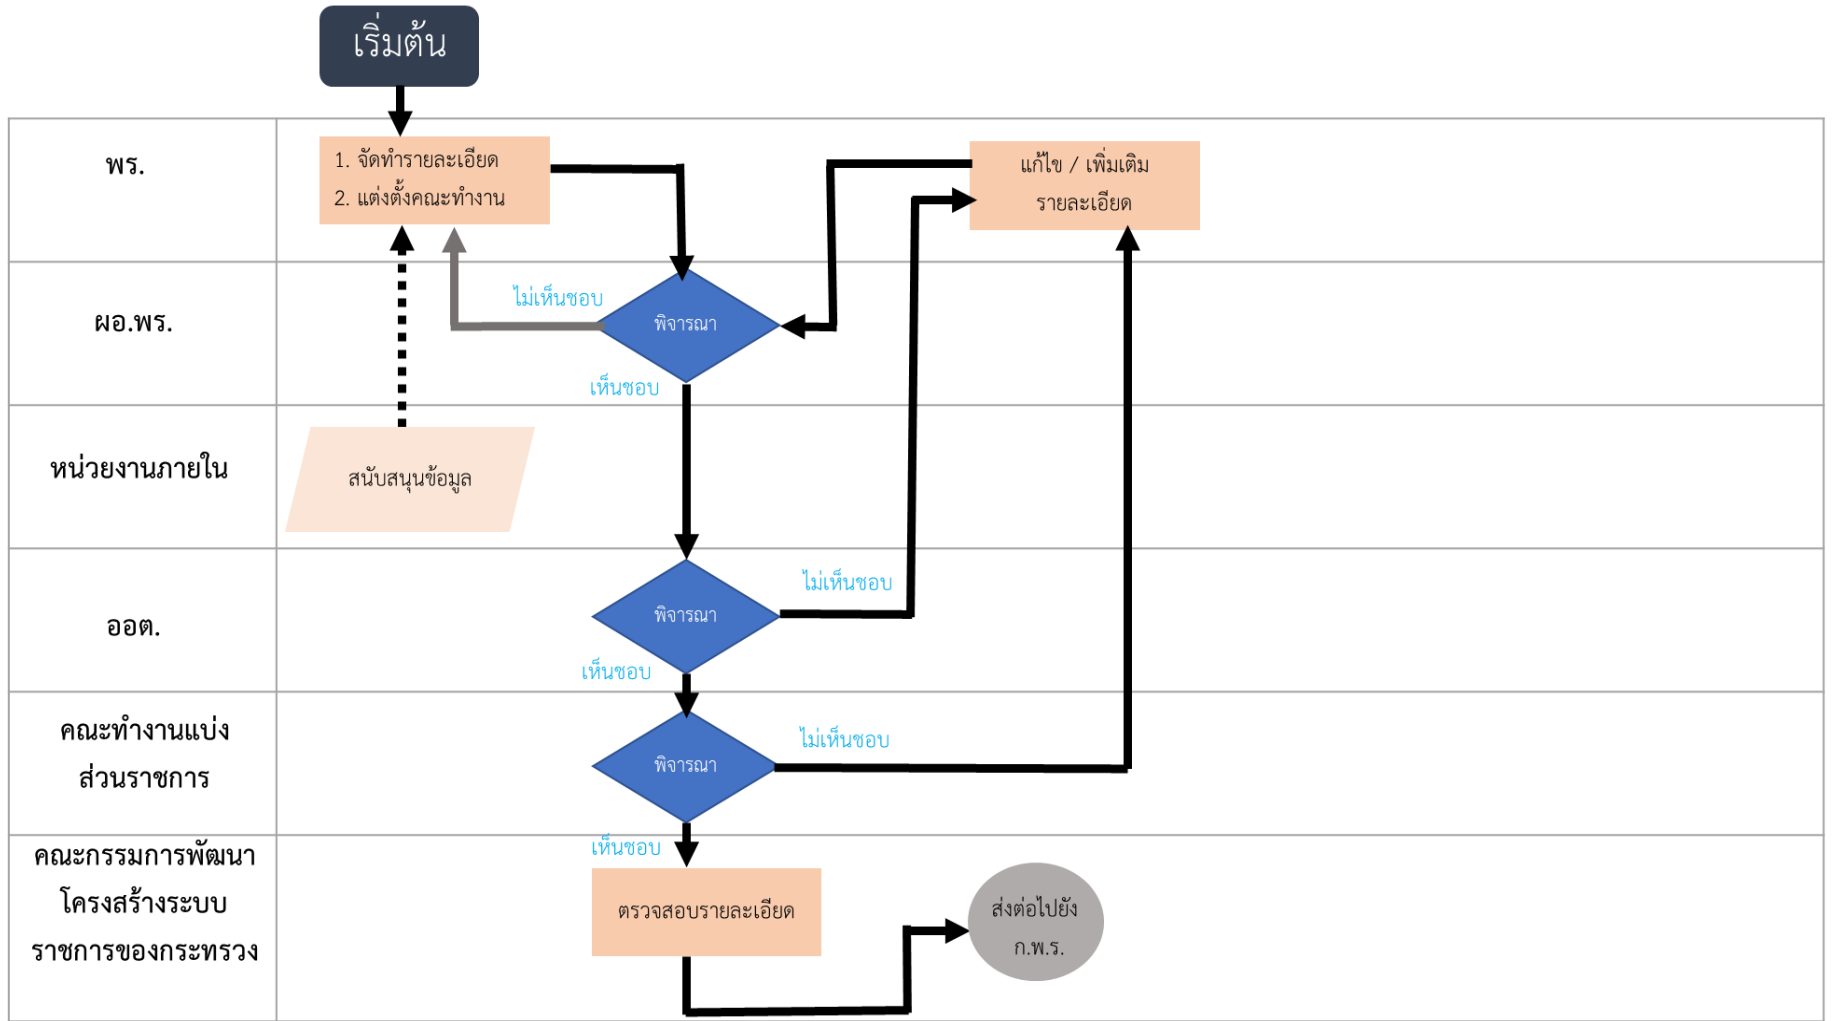 เริ่มต้น
พร.
1. จัดทำรายละเอียด
2. แต่งตั้งคณะทำงาน
แก้ไข / เพิ่มเติม
รายละเอียด
ผอ.พร.
ไม่เห็นชอบ
พิจารณา
เห็นชอบ
หน่วยงานภายใน
สนับสนุนข้อมูล
ออต.
พิจารณา
ไม่เห็นชอบ
เห็นชอบ
คณะทำงานแบ่ง
ส่วนราชการ
พิจารณา
ไม่เห็นชอบ
เห็นชอบ
คณะกรรมการพัฒนา
โครงสร้างระบบ
ราชการของกระทรวง
ตรวจสอบรายละเอียด
ส่งต่อไปยัง
ก.พ.ร.